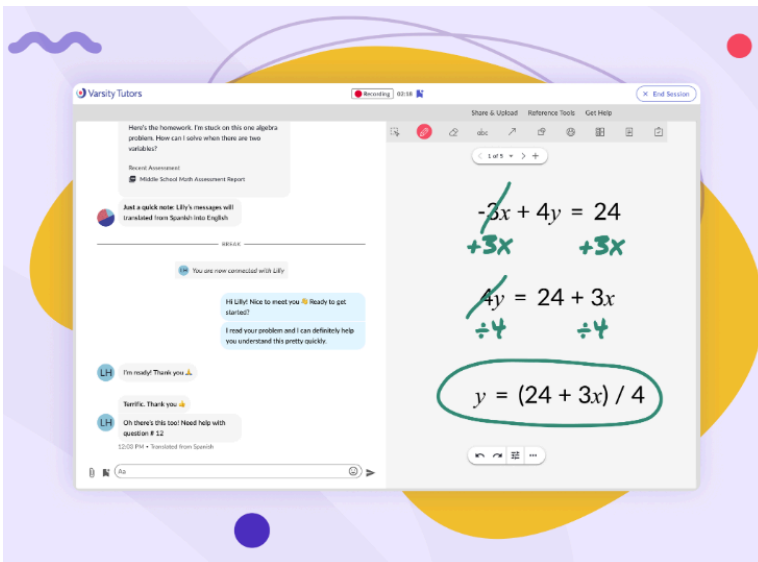 Varsity Tutors
Recording 03:18
× End Session
Share & Upload Reference Tools Get Help
Here's the homework. I'm stuck on this one algebra
problem. How can I solve when there are two
variables?
Recent Assessment
Middle School Math Assessment Report
Just a quick note: Lilly's messages will
translated from Spanish into English
BREAK
LH You are now connected with Lilly
Hi Lilly! Nice to meet you 👋 Ready to get
started?
I read your problem and I can definitely help
you understand this pretty quickly.
LH I'm ready! Thank you 🙏
Terrific. Thank you 👍
LH Oh there's this too! Need help with
question # 12
12:00 PM • Translated from Spanish
Aa
abc
1 of 5
-3x + 4y = 24
+3x +3x
4y = 24 + 3x
÷4 ÷4
y = (24 + 3x) / 4